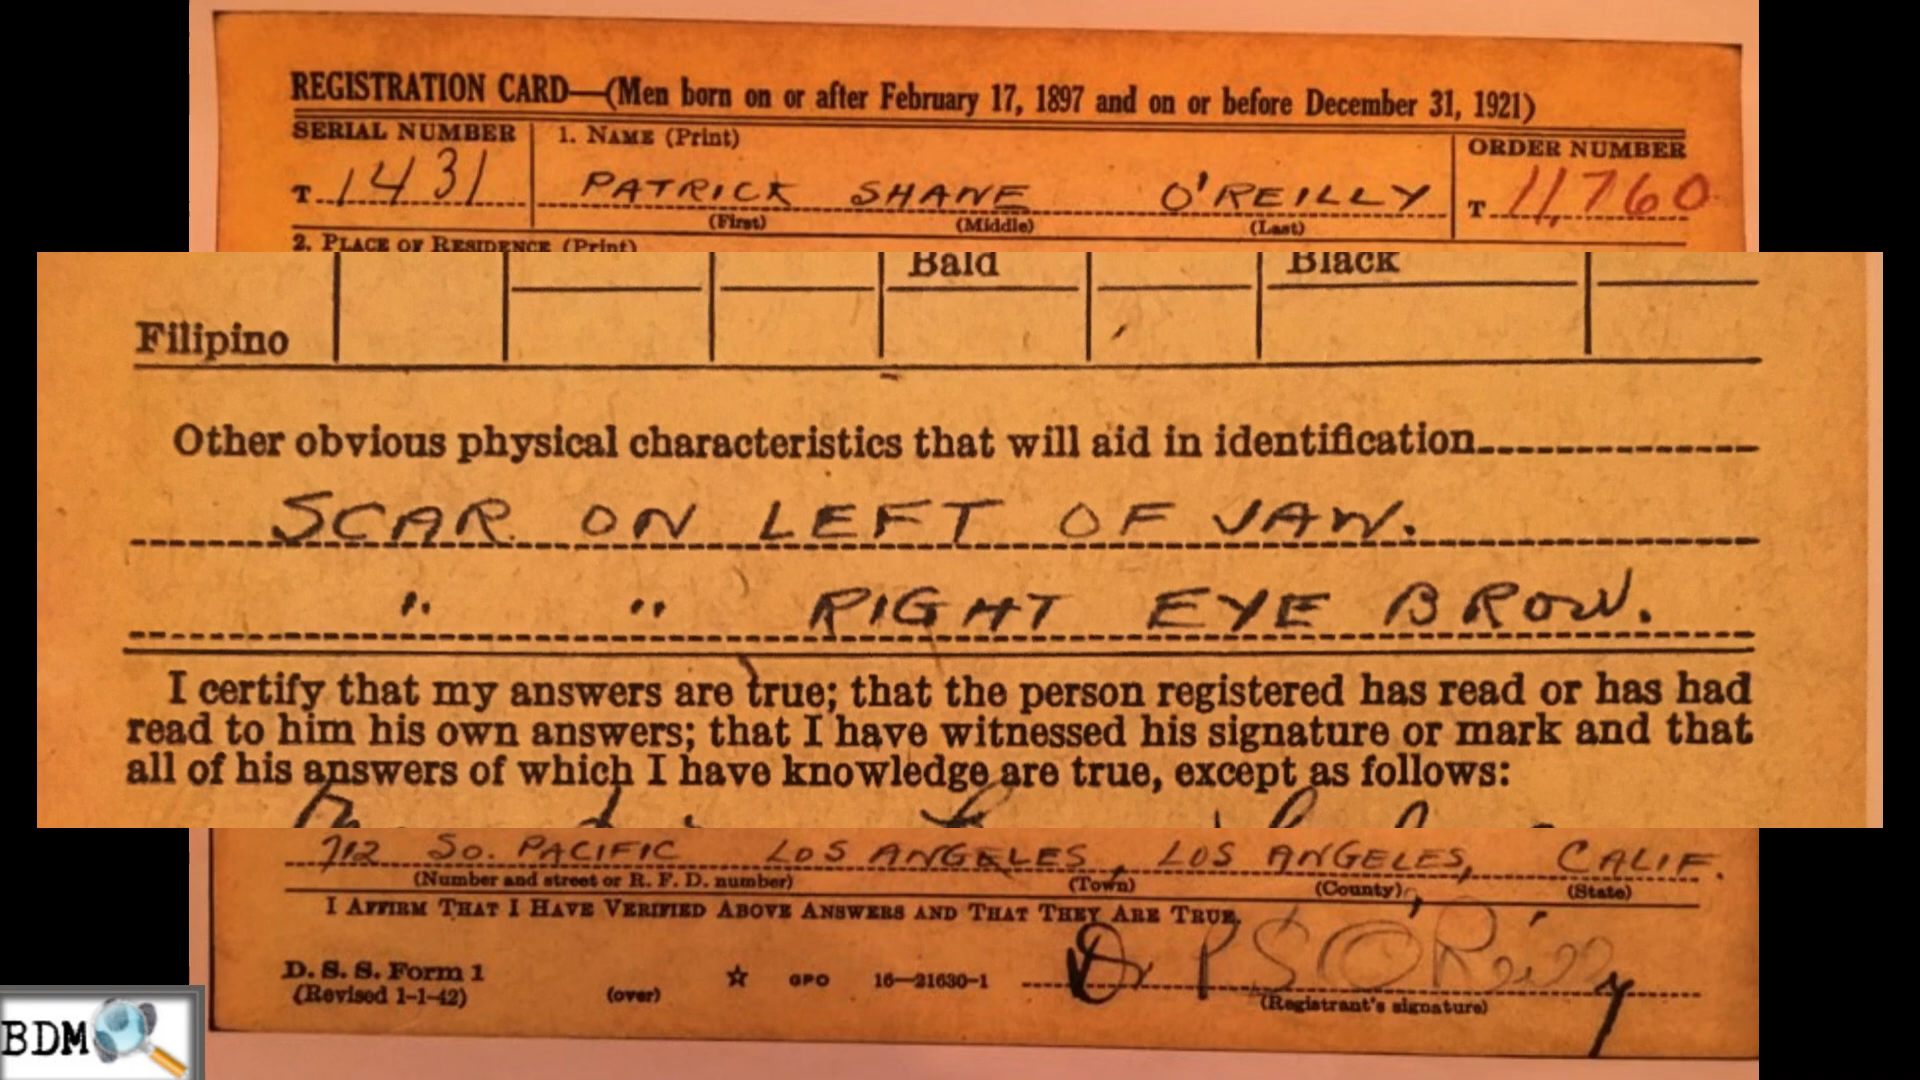 REGISTRATION CARD—(Men born on or after February 17, 1897 and on or before December 31, 1921)
SERIAL NUMBER 1. NAME (Print) ORDER NUMBER
T 1431 PATRICK SHANE O'REILLY T 11,760
(First) (Middle) (Last)
2. PLACE OF RESIDENCE (Print)
Bald Black
Filipino
Other obvious physical characteristics that will aid in identification
SCAR ON LEFT OF JAW.
" " RIGHT EYE BROW.
I certify that my answers are true; that the person registered has read or has had
read to him his own answers; that I have witnessed his signature or mark and that
all of his answers of which I have knowledge are true, except as follows:
712 So. PACIFIC LOS ANGELES, LOS ANGELES, CALIF.
(Number and street or R. F. D. number) (Town) (County) (State)
I AFFIRM THAT I HAVE VERIFIED ABOVE ANSWERS AND THAT THEY ARE TRUE.
D. S. S. Form 1
(Revised 1-1-42) (over) ☆ GPO 16—21630-1 Dr P S O'Reilly
(Registrant's signature)
BDM